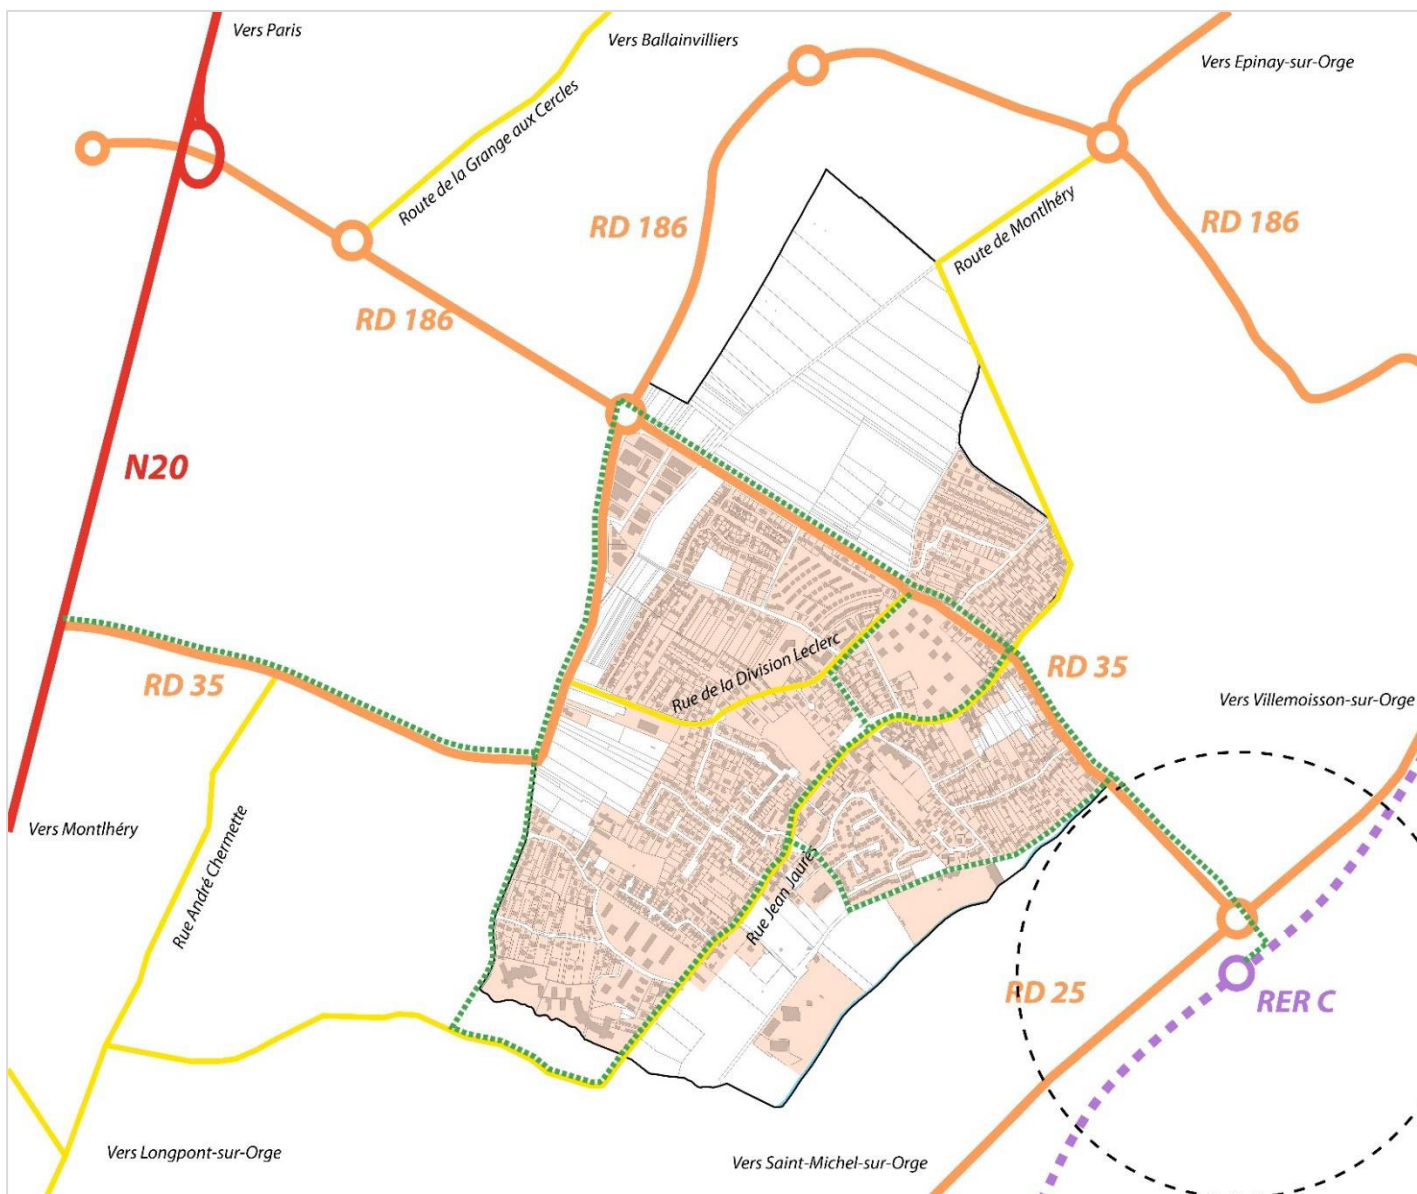 Vers Paris
Vers Ballainvilliers
Vers Epinay-sur-Orge
Route de la Grange aux Cercles
RD 186
RD 186
Route de Montlhéry
RD 186
N20
Rue de la Division Leclerc
RD 35
RD 35
Vers Villemoisson-sur-Orge
Vers Montlhéry
Rue André Chermette
Rue Jean Jaurès
RD 25
RER C
Vers Longpont-sur-Orge
Vers Saint-Michel-sur-Orge